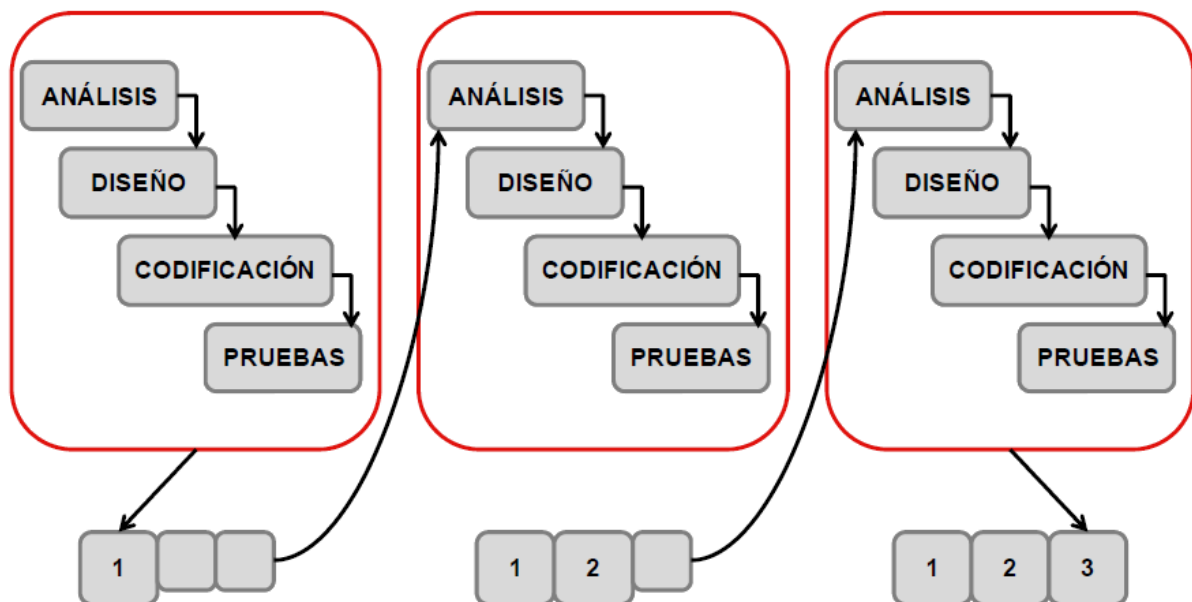 ANÁLISIS
DISEÑO
CODIFICACIÓN
PRUEBAS
1
ANÁLISIS
DISEÑO
CODIFICACIÓN
PRUEBAS
1 2
ANÁLISIS
DISEÑO
CODIFICACIÓN
PRUEBAS
1 2 3